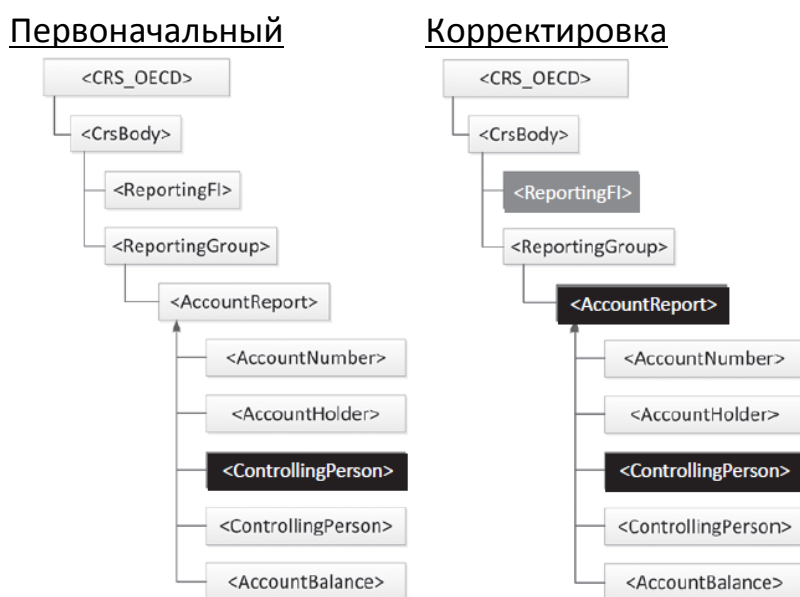 Первоначальный
<CRS_OECD>
<CrsBody>
<ReportingFI>
<ReportingGroup>
<AccountReport>
<AccountNumber>
<AccountHolder>
<ControllingPerson>
<ControllingPerson>
<AccountBalance>
Корректировка
<CRS_OECD>
<CrsBody>
<ReportingFI>
<ReportingGroup>
<AccountReport>
<AccountNumber>
<AccountHolder>
<ControllingPerson>
<ControllingPerson>
<AccountBalance>